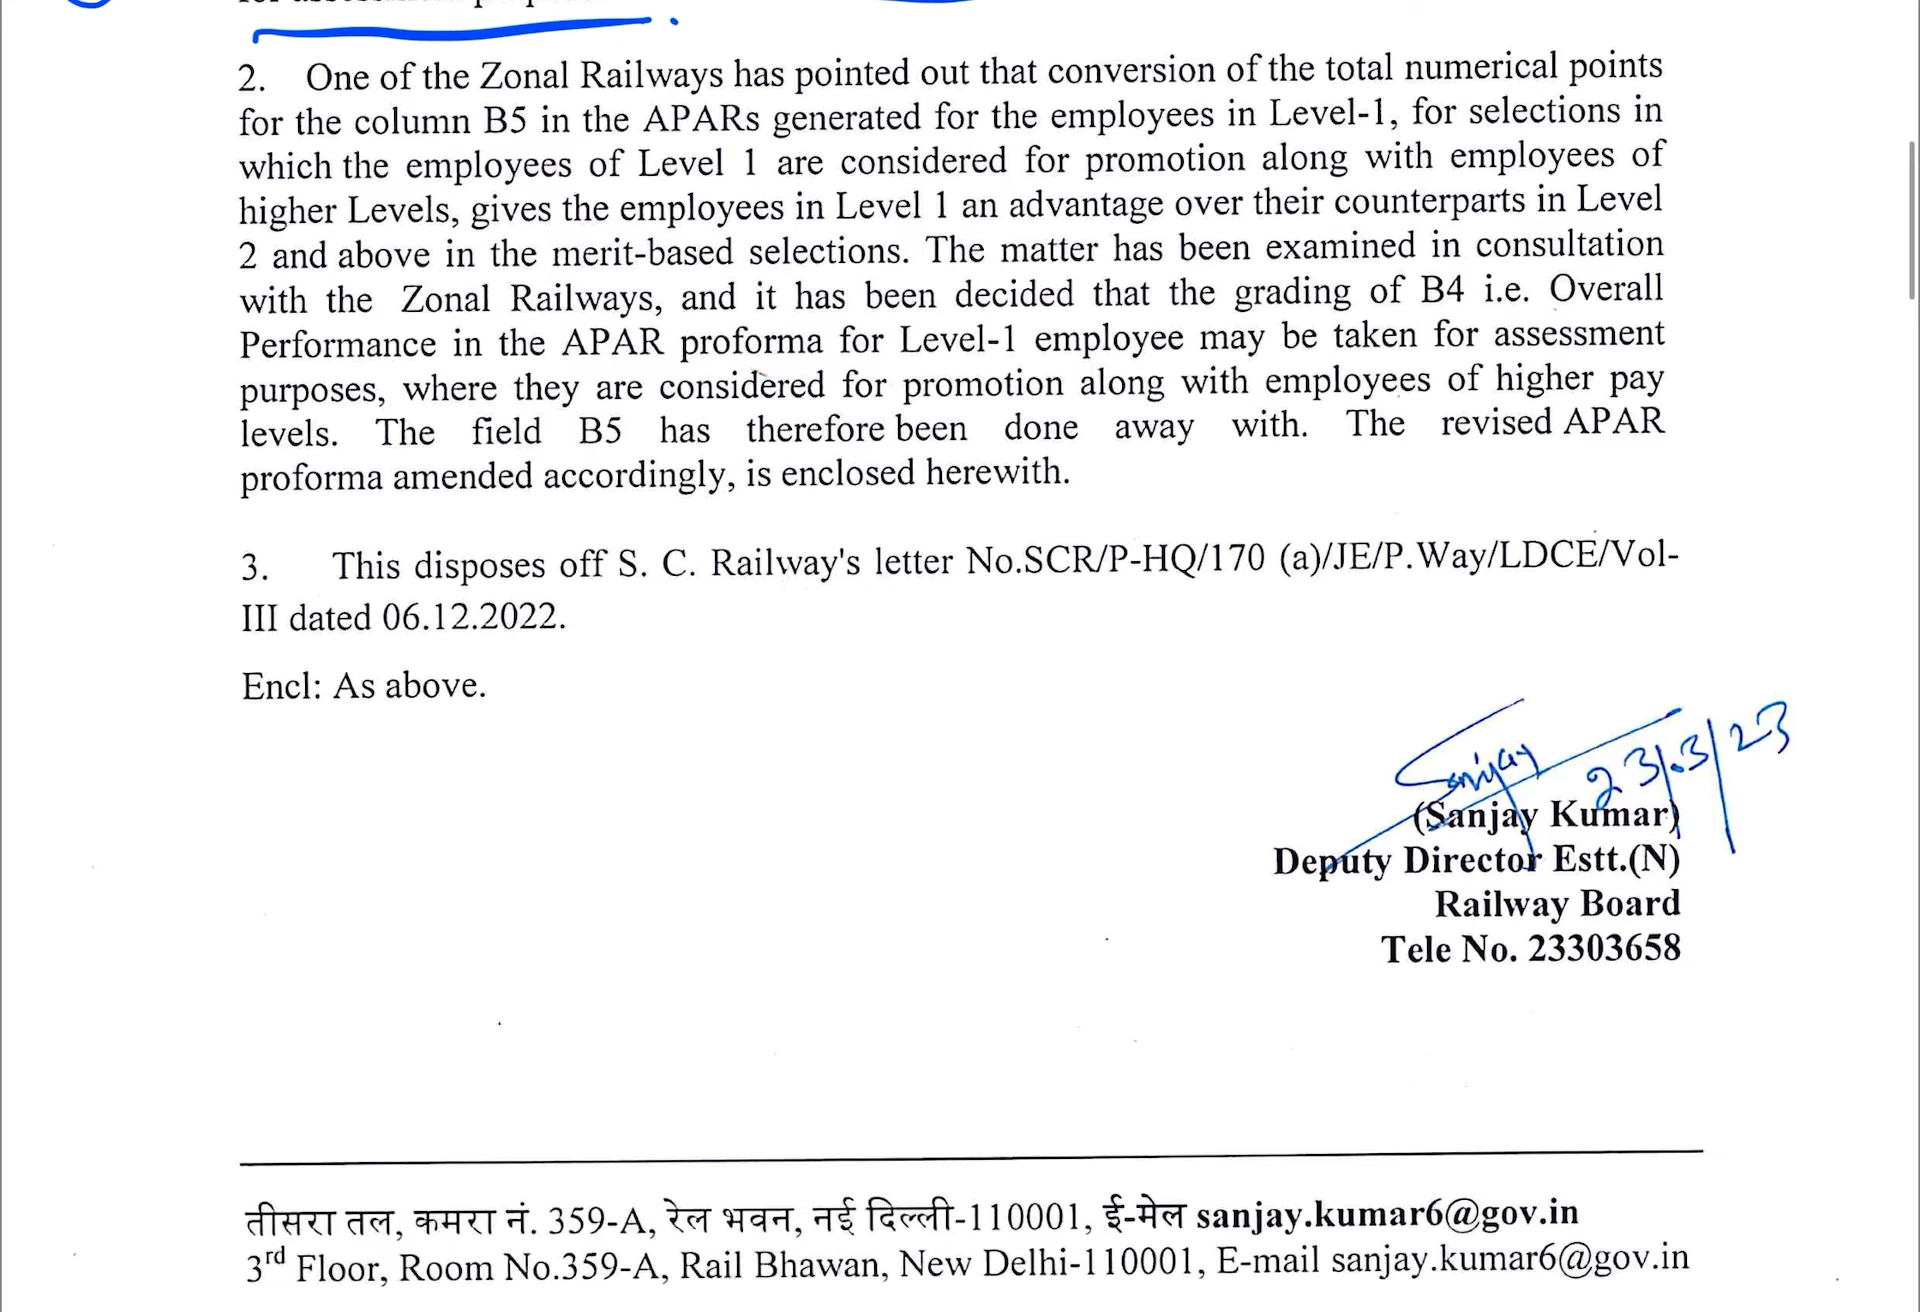 2. One of the Zonal Railways has pointed out that conversion of the total numerical points
for the column B5 in the APARs generated for the employees in Level-1, for selections in
which the employees of Level 1 are considered for promotion along with employees of
higher Levels, gives the employees in Level 1 an advantage over their counterparts in Level
2 and above in the merit-based selections. The matter has been examined in consultation
with the Zonal Railways, and it has been decided that the grading of B4 i.e. Overall
Performance in the APAR proforma for Level-1 employee may be taken for assessment
purposes, where they are considered for promotion along with employees of higher pay
levels. The field B5 has therefore been done away with. The revised APAR
proforma amended accordingly, is enclosed herewith.
3. This disposes off S. C. Railway's letter No.SCR/P-HQ/170 (a)/JE/P.Way/LDCE/Vol-
III dated 06.12.2022.
Encl: As above.
Sanjay 23.3/23
(Sanjay Kumar)
Deputy Director Estt.(N)
Railway Board
Tele No. 23303658
तीसरा तल, कमरा नं. 359-A, रेल भवन, नई दिल्ली-110001, ई-मेल sanjay.kumar6@gov.in
3rd Floor, Room No.359-A, Rail Bhawan, New Delhi-110001, E-mail sanjay.kumar6@gov.in